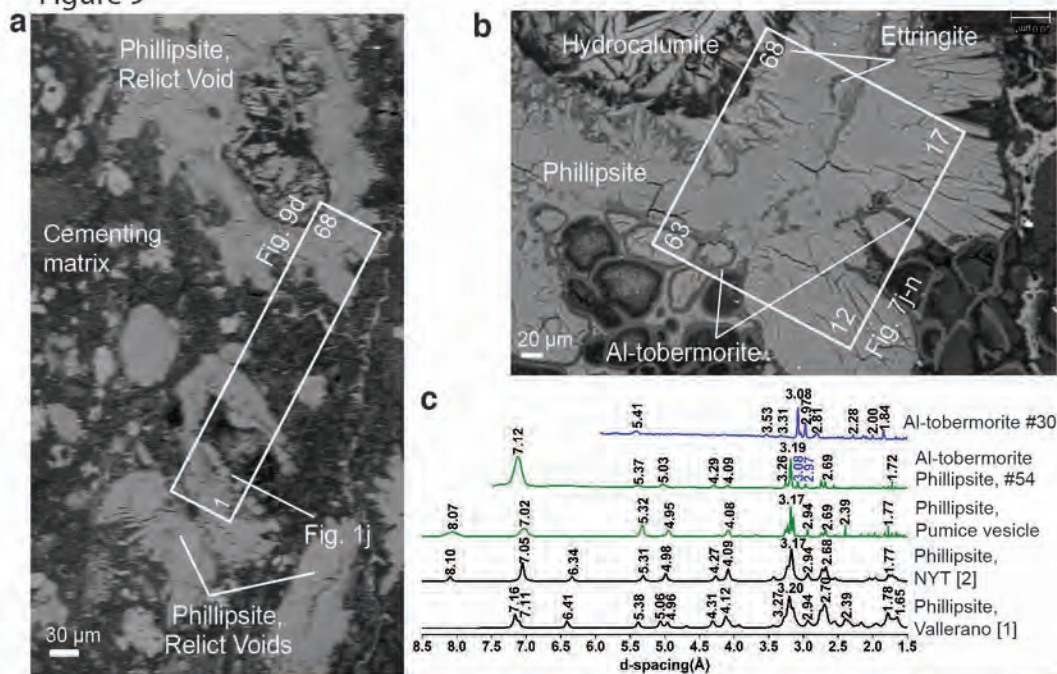 Figure 9
a
Phillipsite,
Relict Void
Cementing
matrix
Fig. 9d
68
1
Fig. 1j
Phillipsite,
Relict Voids
30 µm
b
Hydrocalumite
68
Ettringite
17
Phillipsite
63
12
Fig. 7j-n
Al-tobermorite
20 µm
c
5.41
3.53
3.31
3.08
2.978
2.81
2.28
2.00
1.84
Al-tobermorite #30
7.12
5.37
5.03
4.29
4.09
3.26
3.19
3.08
2.97
2.69
1.72
Al-tobermorite
Phillipsite, #54
8.07
7.02
5.32
4.95
4.08
3.17
2.94
2.69
2.39
1.77
Phillipsite,
Pumice vesicle
8.10
7.05
6.34
5.31
4.98
4.27
4.09
3.17
2.94
2.68
1.77
Phillipsite,
NYT [2]
7.16
7.11
6.41
5.38
5.06
4.96
4.31
4.12
3.27
3.20
2.94
2.70
2.39
1.78
1.65
Phillipsite,
Vallerano [1]
8.5 8.0 7.5 7.0 6.5 6.0 5.5 5.0 4.5 4.0 3.5 3.0 2.5 2.0 1.5
d-spacing(Å)